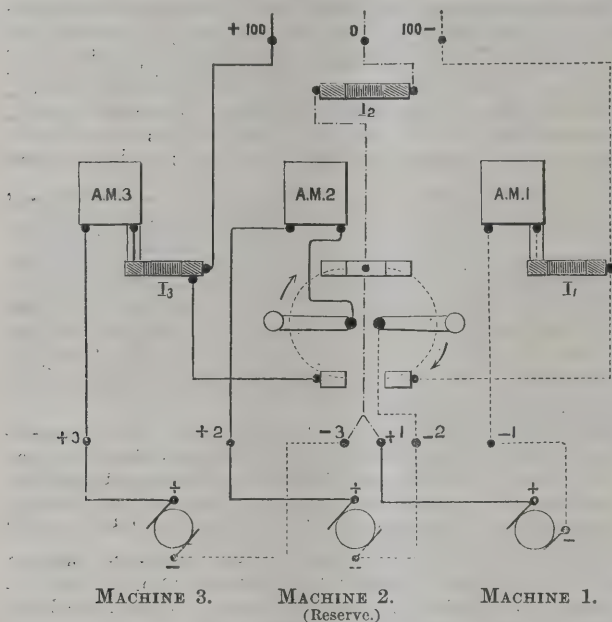 + 100 0 100 -
I2
A.M.3 A.M.2 A.M.1
I3 I1
+3 +2 -3 +1 -2 -1
+ + +
- - -
MACHINE 3. MACHINE 2. MACHINE 1.
(Reserve.)